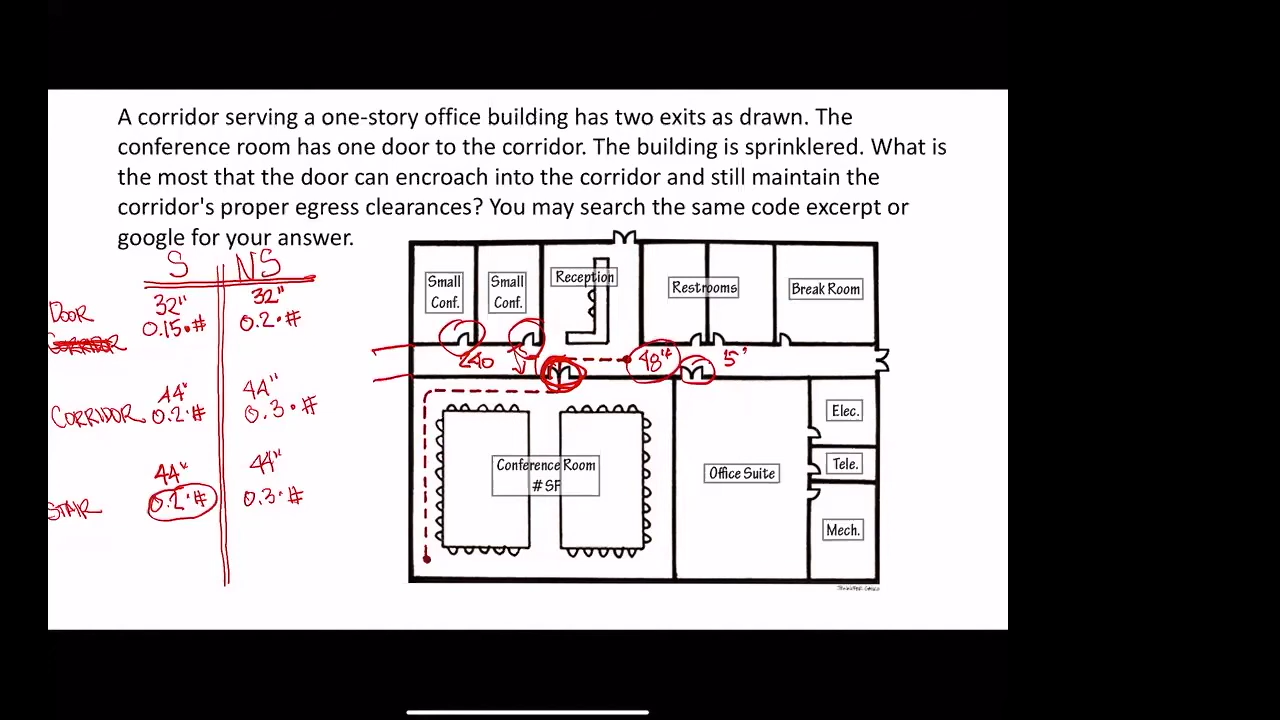 A corridor serving a one-story office building has two exits as drawn. The
conference room has one door to the corridor. The building is sprinklered. What is
the most that the door can encroach into the corridor and still maintain the
corridor's proper egress clearances? You may search the same code excerpt or
google for your answer.
S NS
DOOR
32" 32"
0.15•# 0.2•#
CORRIDOR
44" 44"
CORRIDOR 0.2•# 0.3•#
44" 44"
STAIR 0.2•# 0.3•#
Small
Conf.
Small
Conf.
Reception
Restrooms
Break Room
240
48"
5'
Conference Room
# SF
Office Suite
Elec.
Tele.
Mech.